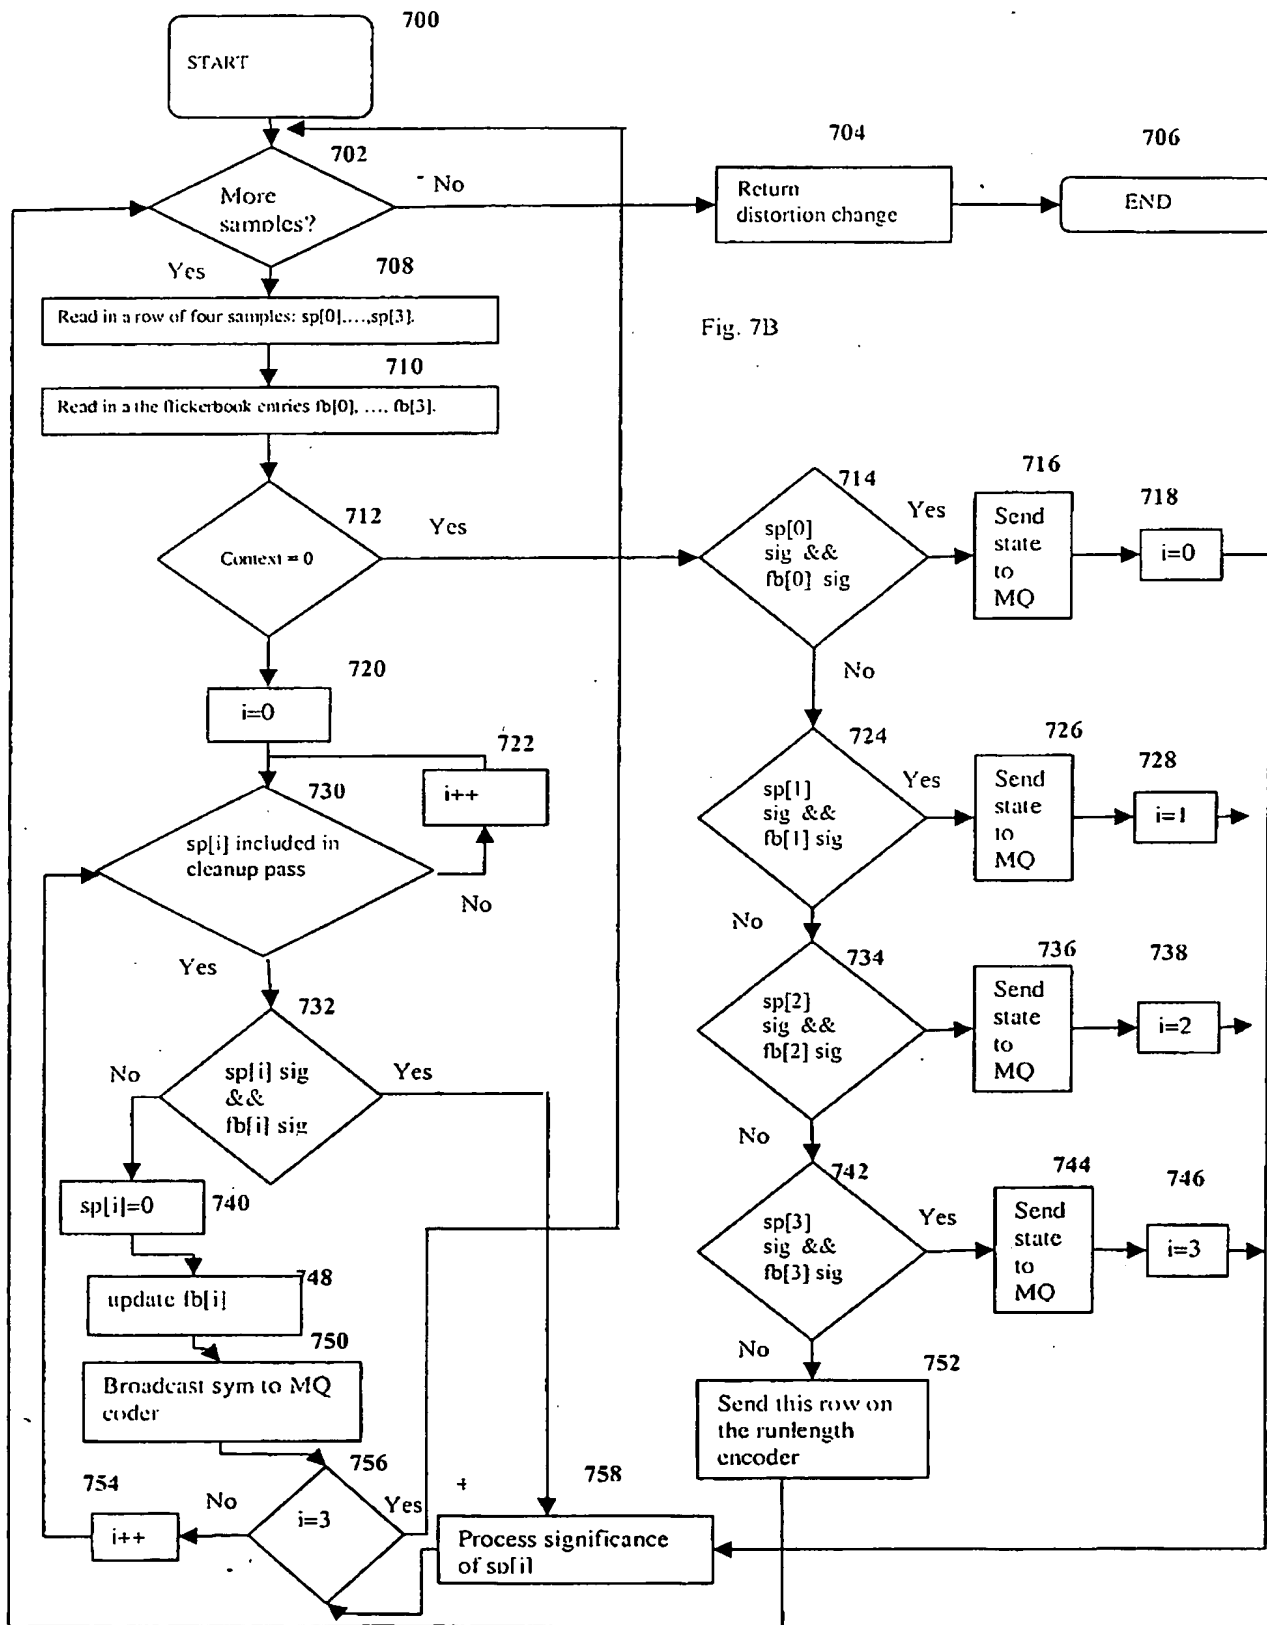 700
START
702
More
samples?
No
704
Return
distortion change
706
END
Yes
708
Read in a row of four samples: sp[0]....,sp[3].
Fig. 7B
710
Read in a the flickerbook entries fb[0], ..., fb[3].
712
Context = 0
Yes
714
sp[0]
sig &&
fb[0] sig
Yes
716
Send
state
to
MQ
718
i=0
No
720
i=0
722
i++
724
sp[1]
sig &&
fb[1] sig
Yes
726
Send
state
to
MQ
728
i=1
No
730
sp[i] included in
cleanup pass
No
Yes
732
sp[i] sig
&&
fb[i] sig
No
Yes
734
sp[2]
sig &&
fb[2] sig
736
Send
state
to
MQ
738
i=2
No
740
sp[i]=0
742
sp[3]
sig &&
fb[3] sig
Yes
744
Send
state
to
MQ
746
i=3
No
748
update fb[i]
750
Broadcast sym to MQ
coder
752
Send this row on
the runlength
encoder
754
i++
No
756
i=3
Yes
758
Process significance
of sp[i]